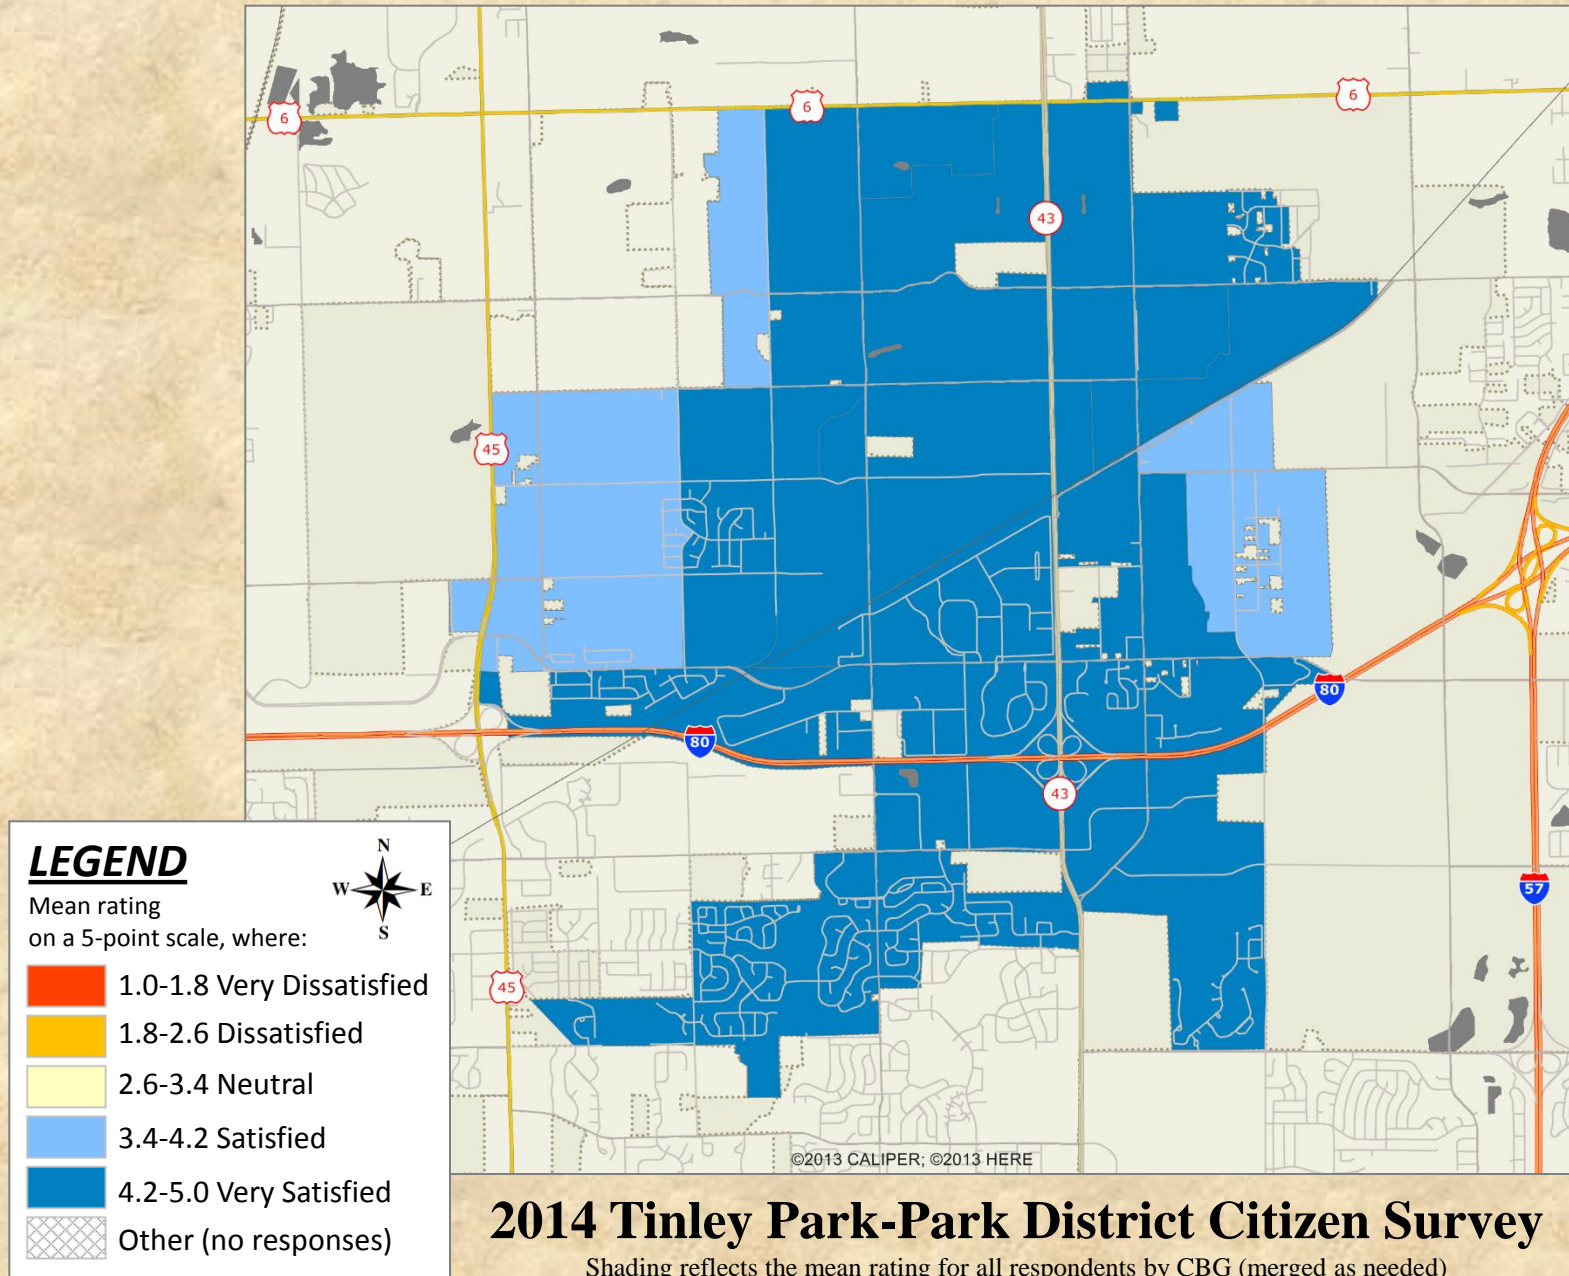 6
6
6
43
45
80
80
43
57
45
©2013 CALIPER; ©2013 HERE
LEGEND
N
W E
S
Mean rating
on a 5-point scale, where:
1.0-1.8 Very Dissatisfied
1.8-2.6 Dissatisfied
2.6-3.4 Neutral
3.4-4.2 Satisfied
4.2-5.0 Very Satisfied
Other (no responses)
2014 Tinley Park-Park District Citizen Survey
Shading reflects the mean rating for all respondents by CBG (merged as needed)